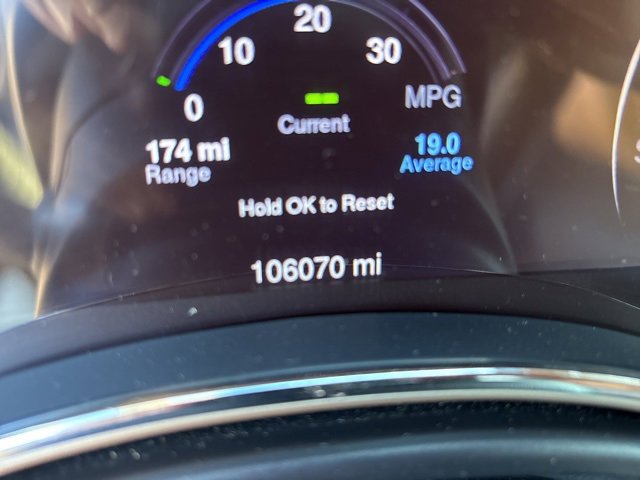 20
10 30
0 MPG
Current
174 mi 19.0
Range Average
Hold OK to Reset
106070 mi